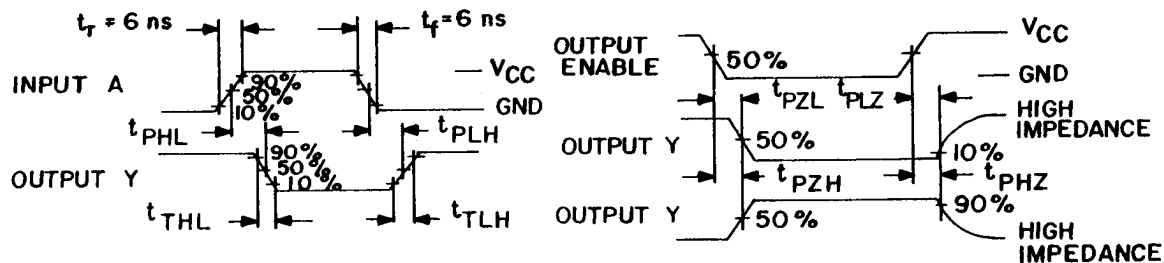 tr = 6 ns
tf = 6 ns
INPUT A
90%
50%
10%
VCC
GND
tPHL
tPLH
OUTPUT Y
90%
50%
10%
tTHL
tTLH
OUTPUT
ENABLE
50%
VCC
GND
tPZL
tPLZ
HIGH
IMPEDANCE
OUTPUT Y
50%
10%
tPZH
tPHZ
OUTPUT Y
50%
90%
HIGH
IMPEDANCE